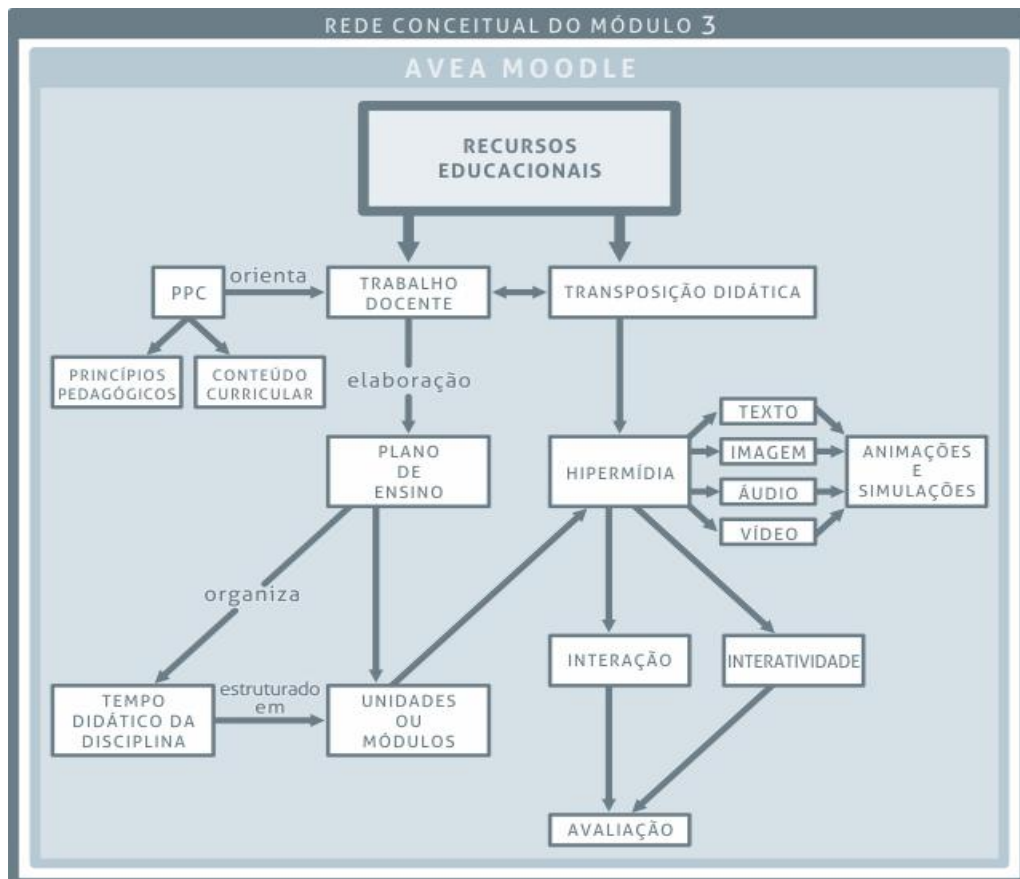 REDE CONCEITUAL DO MÓDULO 3
AVEA MOODLE
RECURSOS
EDUCACIONAIS
PPC
orienta
TRABALHO
DOCENTE
TRANSPOSIÇÃO DIDÁTICA
PRINCÍPIOS
PEDAGÓGICOS
CONTEÚDO
CURRICULAR
elaboração
PLANO
DE
ENSINO
HIPERMÍDIA
TEXTO
IMAGEM
ÁUDIO
VÍDEO
ANIMAÇÕES
E
SIMULAÇÕES
organiza
TEMPO
DIDÁTICO DA
DISCIPLINA
estruturado
em
UNIDADES
OU
MÓDULOS
INTERAÇÃO
INTERATIVIDADE
AVALIAÇÃO